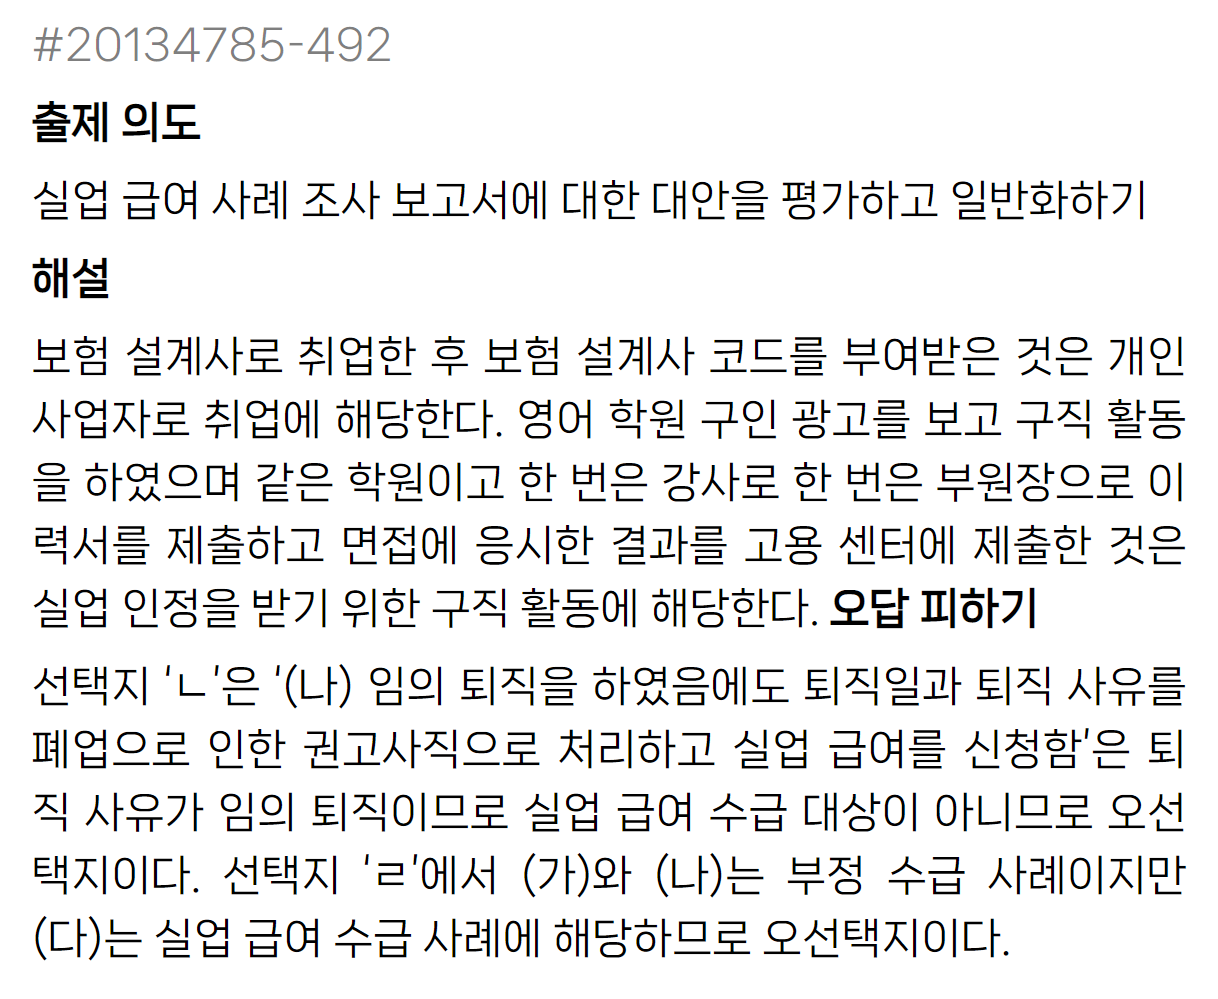 #20134785-492
출제 의도
실업 급여 사례 조사 보고서에 대한 대안을 평가하고 일반화하기
해설
보험 설계사로 취업한 후 보험 설계사 코드를 부여받은 것은 개인
사업자로 취업에 해당한다. 영어 학원 구인 광고를 보고 구직 활동
을 하였으며 같은 학원이고 한 번은 강사로 한 번은 부원장으로 이
력서를 제출하고 면접에 응시한 결과를 고용 센터에 제출한 것은
실업 인정을 받기 위한 구직 활동에 해당한다. 오답 피하기
선택지 'ㄴ'은 '(나) 임의 퇴직을 하였음에도 퇴직일과 퇴직 사유를
폐업으로 인한 권고사직으로 처리하고 실업 급여를 신청함'은 퇴
직 사유가 임의 퇴직이므로 실업 급여 수급 대상이 아니므로 오선
택지이다. 선택지 'ㄹ'에서 (가)와 (나)는 부정 수급 사례이지만
(다)는 실업 급여 수급 사례에 해당하므로 오선택지이다.